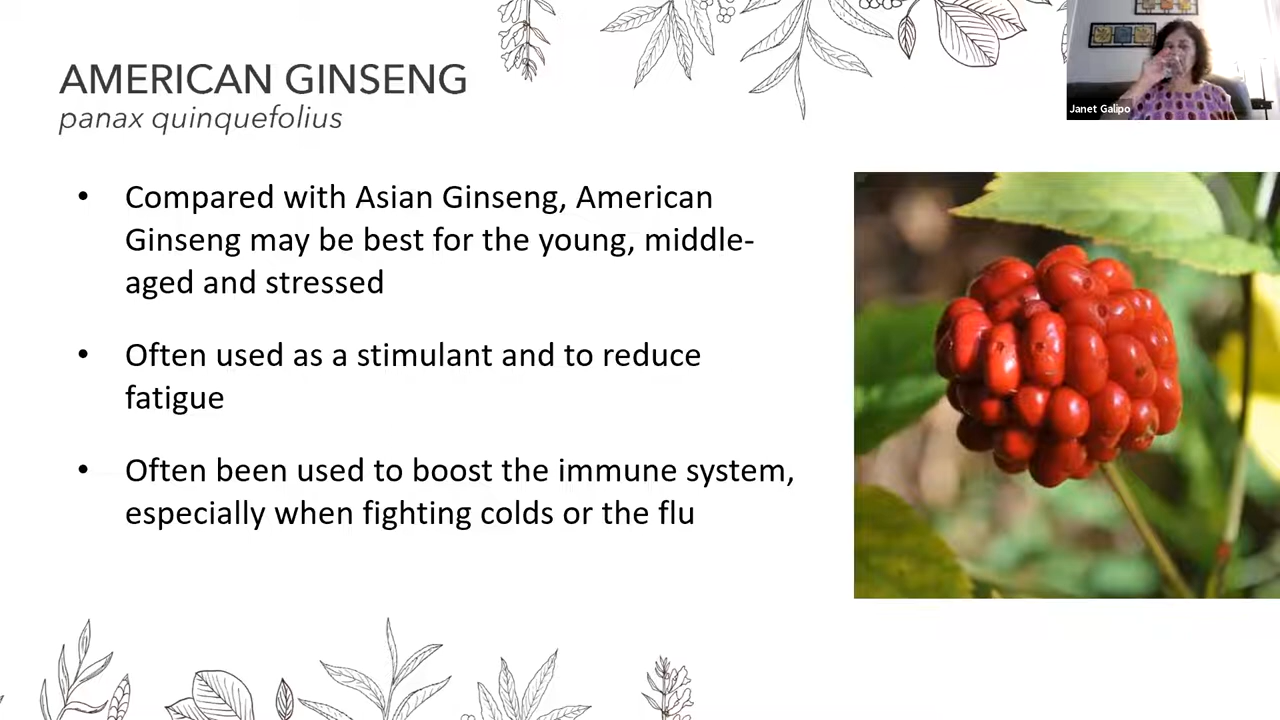 AMERICAN GINSENG
panax quinquefolius
Janet Galipo
• Compared with Asian Ginseng, American
Ginseng may be best for the young, middle-
aged and stressed
• Often used as a stimulant and to reduce
fatigue
• Often been used to boost the immune system,
especially when fighting colds or the flu